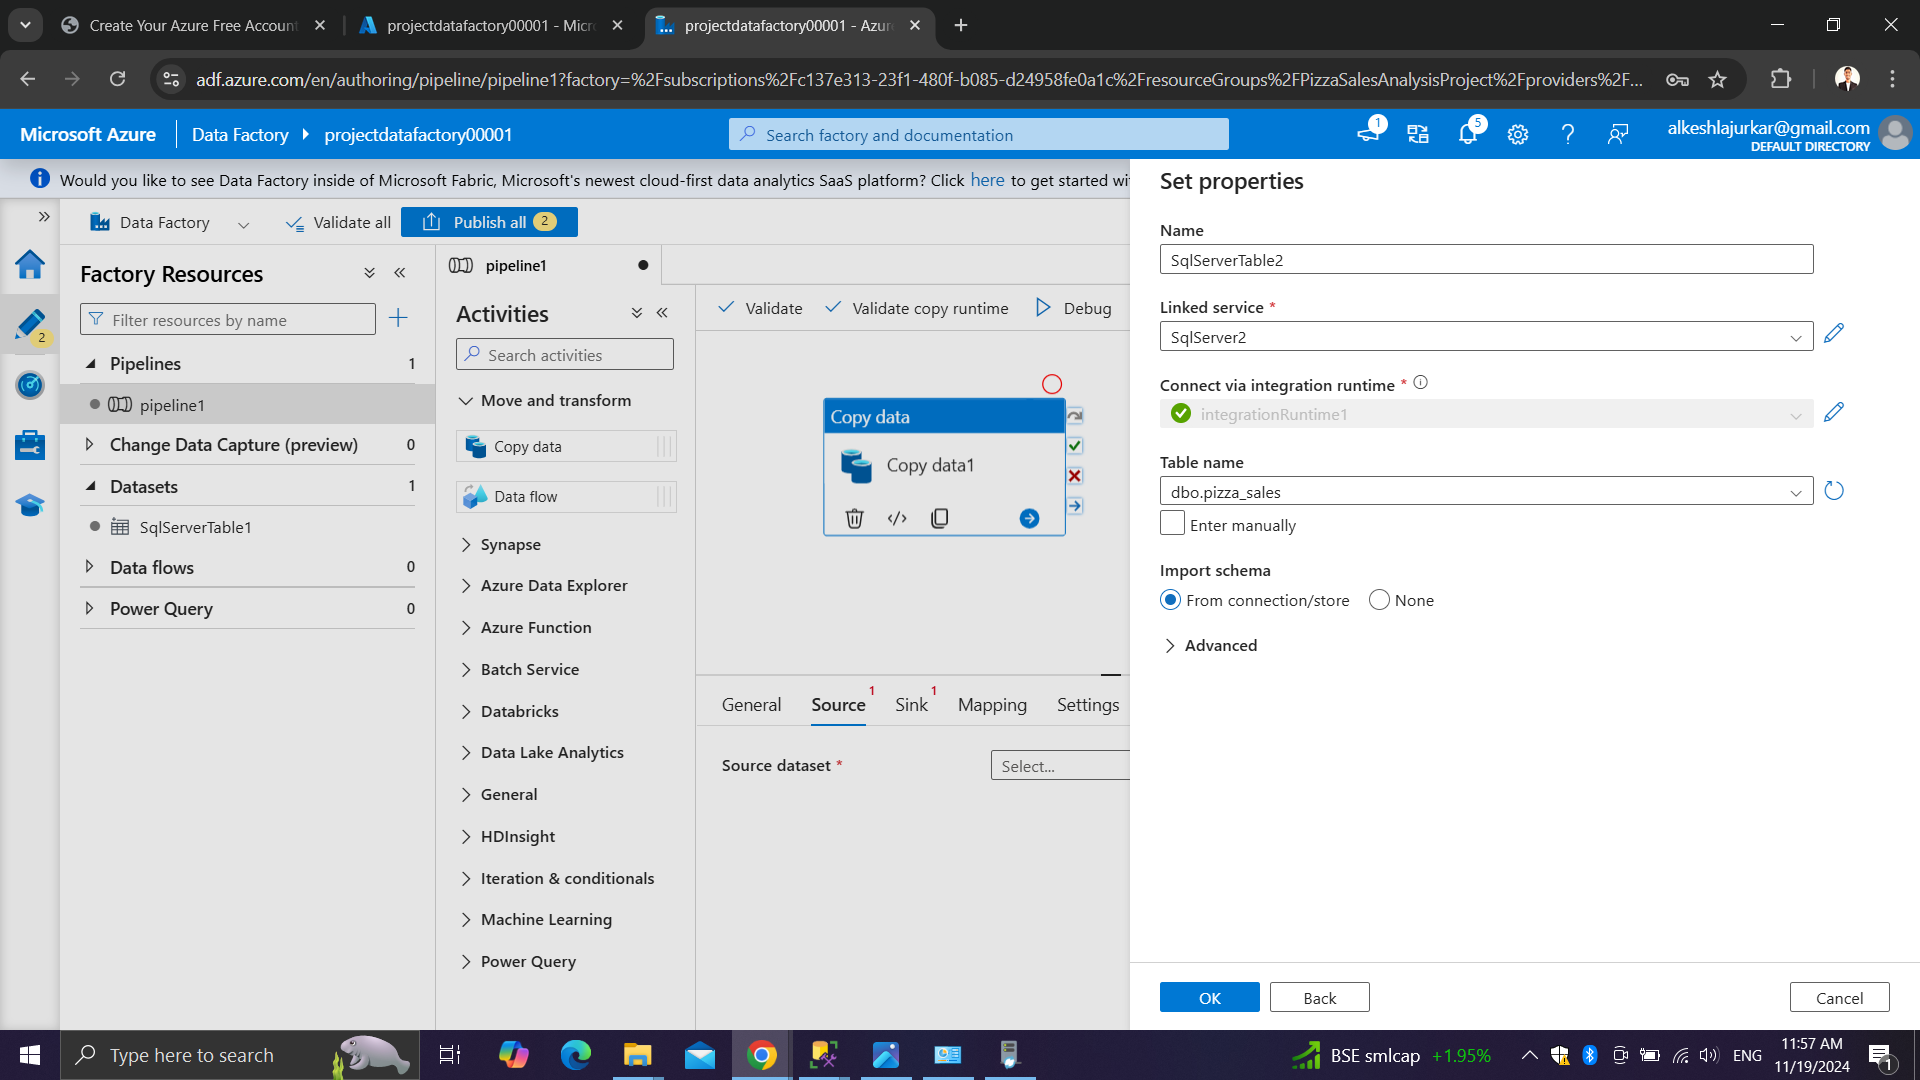 Create Your Azure Free Account
projectdatafactory00001 - Micr
projectdatafactory00001 - Azur
adf.azure.com/en/authoring/pipeline/pipeline1?factory=%2Fsubscriptions%2Fc137e313-23f1-480f-b085-d24958fe0a1c%2FresourceGroups%2FPizzaSalesAnalysisProject%2Fproviders%2F...
Microsoft Azure
Data Factory
projectdatafactory00001
Search factory and documentation
1
5
alkeshlajurkar@gmail.com
DEFAULT DIRECTORY
Would you like to see Data Factory inside of Microsoft Fabric, Microsoft's newest cloud-first data analytics SaaS platform? Click here to get started wi
Data Factory
Validate all
Publish all 2
2
Factory Resources
Filter resources by name
Pipelines 1
pipeline1
Change Data Capture (preview) 0
Datasets 1
SqlServerTable1
Data flows 0
Power Query 0
pipeline1
Activities
Search activities
Move and transform
Copy data
Data flow
Synapse
Azure Data Explorer
Azure Function
Batch Service
Databricks
Data Lake Analytics
General
HDInsight
Iteration & conditionals
Machine Learning
Power Query
Validate
Validate copy runtime
Debug
Copy data
Copy data1
General
Source 1
Sink 1
Mapping
Settings
Source dataset *
Select...
Set properties
Name
SqlServerTable2
Linked service *
SqlServer2
Connect via integration runtime *
integrationRuntime1
Table name
dbo.pizza_sales
Enter manually
Import schema
From connection/store
None
Advanced
OK
Back
Cancel
Type here to search
BSE smlcap +1.95%
ENG
11:57 AM
11/19/2024
1